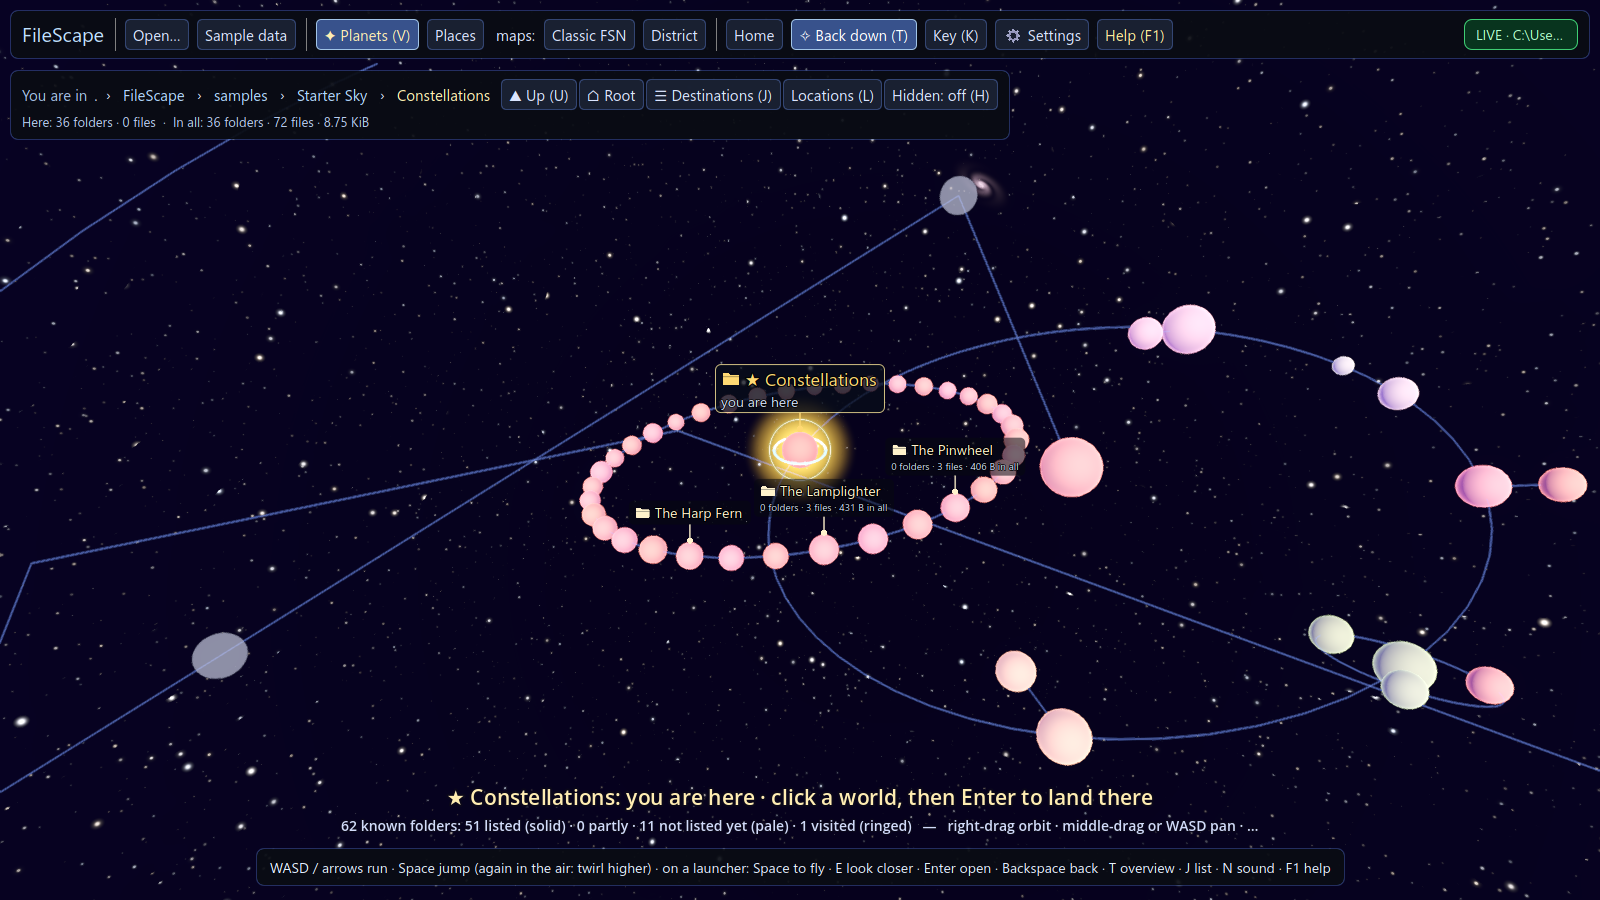 FileScape Open... Sample data ✦ Planets (V) Places maps: Classic FSN District Home ✧ Back down (T) Key (K) ⚙ Settings Help (F1) LIVE · C:\Use...
You are in . › FileScape › samples › Starter Sky › Constellations ▲ Up (U) ⌂ Root ☰ Destinations (J) Locations (L) Hidden: off (H)
Here: 36 folders · 0 files · In all: 36 folders · 72 files · 8.75 KiB
★ Constellations
you are here
The Pinwheel
0 folders · 3 files · 406 B in all
The Lamplighter
0 folders · 3 files · 431 B in all
The Harp Fern
★ Constellations: you are here · click a world, then Enter to land there
62 known folders: 51 listed (solid) · 0 partly · 11 not listed yet (pale) · 1 visited (ringed) — right-drag orbit · middle-drag or WASD pan · ...
WASD / arrows run · Space jump (again in the air: twirl higher) · on a launcher: Space to fly · E look closer · Enter open · Backspace back · T overview · J list · N sound · F1 help